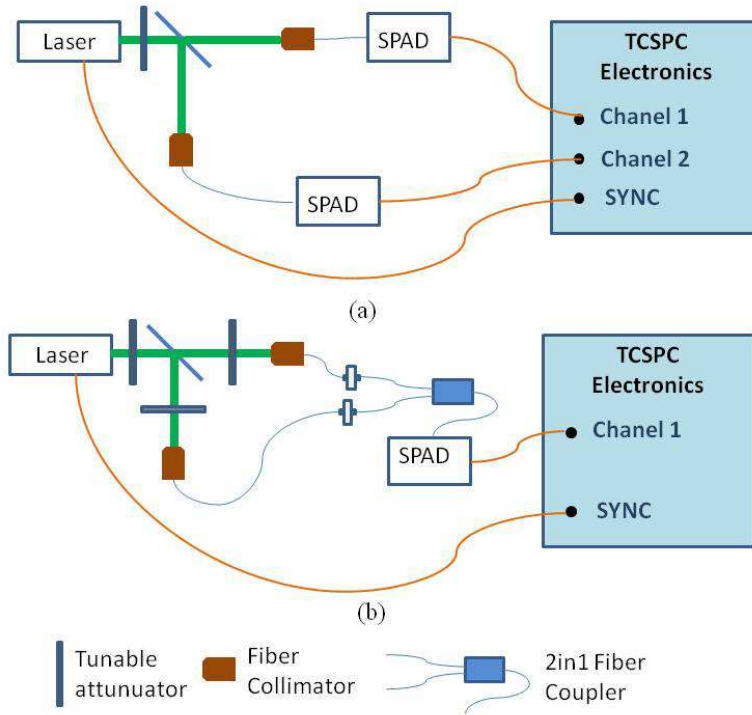 Laser
SPAD
TCSPC
Electronics
Chanel 1
Chanel 2
SYNC
SPAD
(a)
Laser
TCSPC
Electronics
Chanel 1
SPAD
SYNC
(b)
Tunable
attunuator
Fiber
Collimator
2in1 Fiber
Coupler